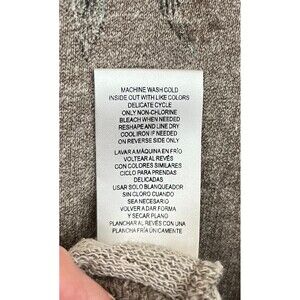 MACHINE WASH COLD
INSIDE OUT WITH LIKE COLORS
DELICATE CYCLE
ONLY NON-CHLORINE
BLEACH WHEN NEEDED
RESHAPE AND LINE DRY
COOL IRON IF NEEDED
ON REVERSE SIDE ONLY
LAVAR A MÁQUINA EN FRÍO
VOLTEAR AL REVÉS
CON COLORES SIMILARES
CICLO PARA PRENDAS
DELICADAS
USAR SOLO BLANQUEADOR
SIN CLORO CUANDO
SEA NECESARIO
VOLVER A DAR FORMA
Y SECAR PLANO
PLANCHAR AL REVÉS CON UNA
PLANCHA FRÍA ÚNICAMENTE